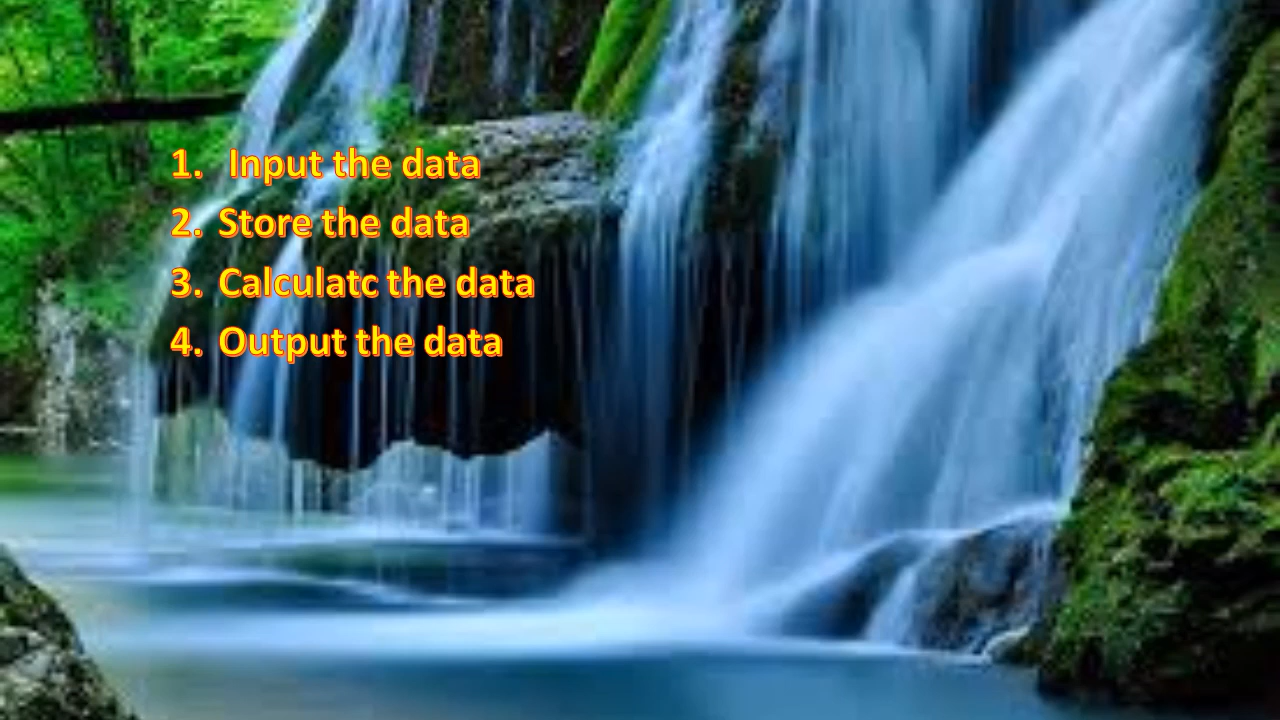 1. Input the data
2. Store the data
3. Calculatc the data
4. Output the data